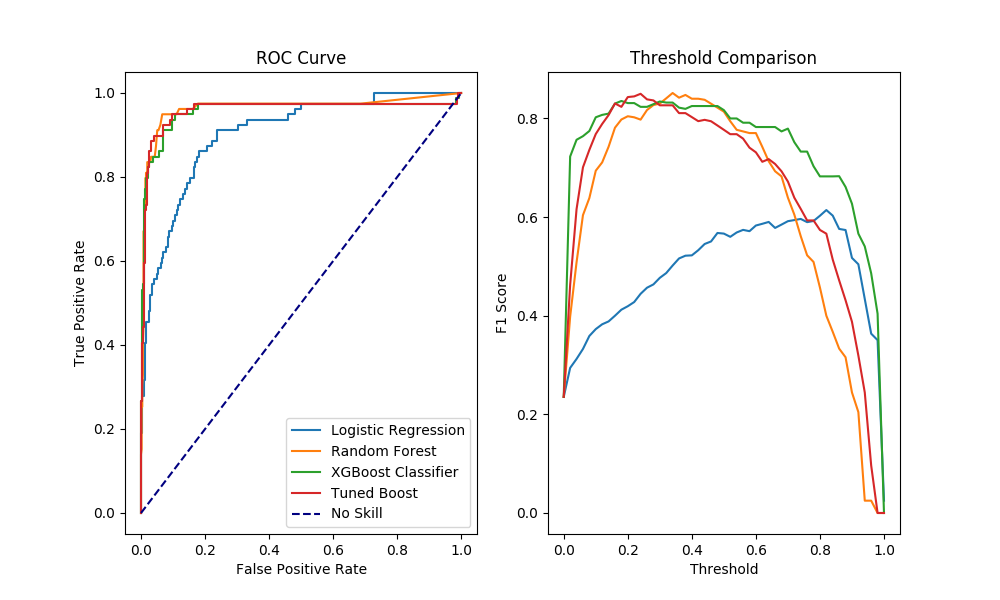 ROC Curve
True Positive Rate
1.0
0.8
0.6
0.4
0.2
0.0
0.0 0.2 0.4 0.6 0.8 1.0
False Positive Rate
Logistic Regression
Random Forest
XGBoost Classifier
Tuned Boost
No Skill
Threshold Comparison
F1 Score
0.8
0.6
0.4
0.2
0.0
0.0 0.2 0.4 0.6 0.8 1.0
Threshold